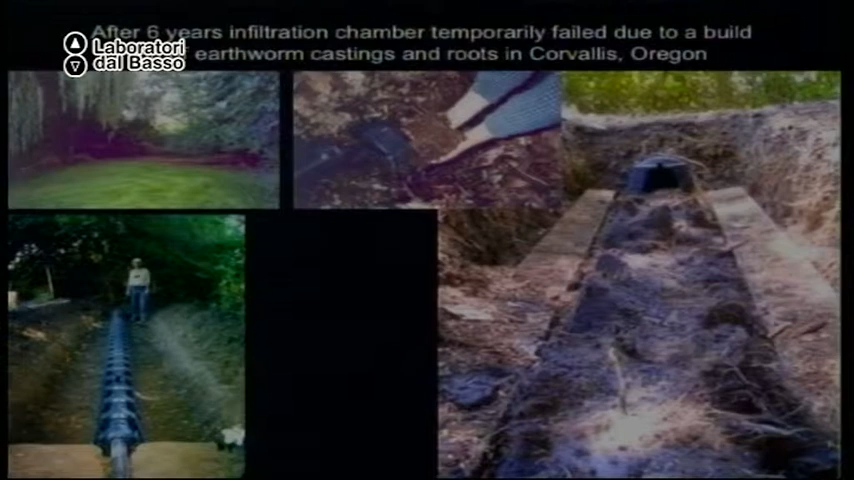 After 6 years infiltration chamber temporarily failed due to a build
earthworm castings and roots in Corvallis, Oregon
Laboratori
dal Basso